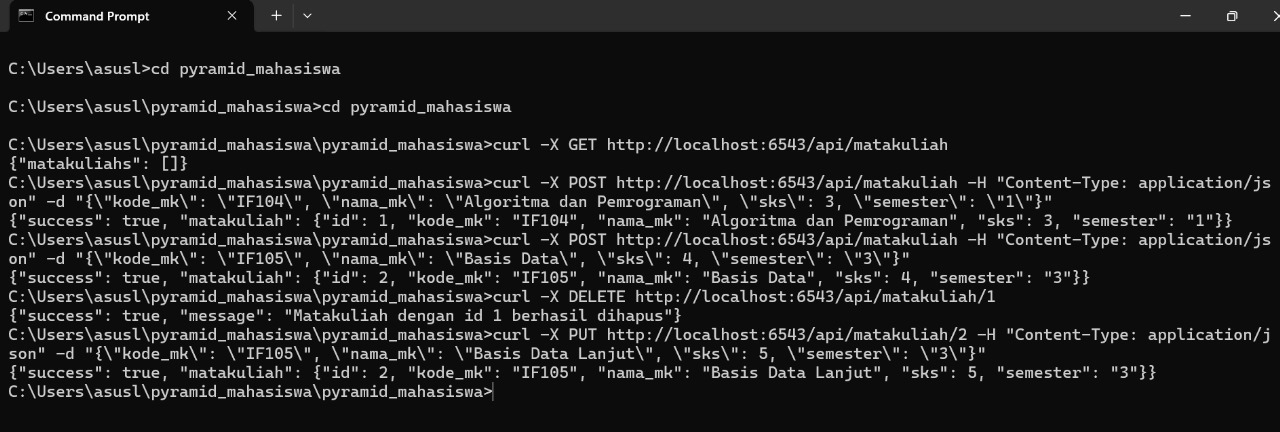 Command Prompt
C:\Users\asusl>cd pyramid_mahasiswa
C:\Users\asusl\pyramid_mahasiswa>cd pyramid_mahasiswa
C:\Users\asusl\pyramid_mahasiswa\pyramid_mahasiswa>curl -X GET http://localhost:6543/api/matakuliah
{"matakuliahs": []}
C:\Users\asusl\pyramid_mahasiswa\pyramid_mahasiswa>curl -X POST http://localhost:6543/api/matakuliah -H "Content-Type: application/js
on" -d "{\"kode_mk\": \"IF104\", \"nama_mk\": \"Algoritma dan Pemrograman\", \"sks\": 3, \"semester\": \"1\"}"
{"success": true, "matakuliah": {"id": 1, "kode_mk": "IF104", "nama_mk": "Algoritma dan Pemrograman", "sks": 3, "semester": "1"}}
C:\Users\asusl\pyramid_mahasiswa\pyramid_mahasiswa>curl -X POST http://localhost:6543/api/matakuliah -H "Content-Type: application/js
on" -d "{\"kode_mk\": \"IF105\", \"nama_mk\": \"Basis Data\", \"sks\": 4, \"semester\": \"3\"}"
{"success": true, "matakuliah": {"id": 2, "kode_mk": "IF105", "nama_mk": "Basis Data", "sks": 4, "semester": "3"}}
C:\Users\asusl\pyramid_mahasiswa\pyramid_mahasiswa>curl -X DELETE http://localhost:6543/api/matakuliah/1
{"success": true, "message": "Matakuliah dengan id 1 berhasil dihapus"}
C:\Users\asusl\pyramid_mahasiswa\pyramid_mahasiswa>curl -X PUT http://localhost:6543/api/matakuliah/2 -H "Content-Type: application/j
son" -d "{\"kode_mk\": \"IF105\", \"nama_mk\": \"Basis Data Lanjut\", \"sks\": 5, \"semester\": \"3\"}"
{"success": true, "matakuliah": {"id": 2, "kode_mk": "IF105", "nama_mk": "Basis Data Lanjut", "sks": 5, "semester": "3"}}
C:\Users\asusl\pyramid_mahasiswa\pyramid_mahasiswa>